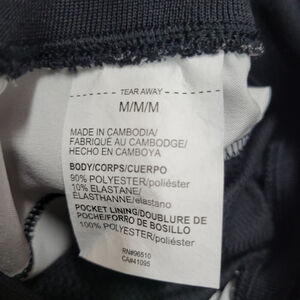 TEAR AWAY
M/M/M
MADE IN CAMBODIA/
FABRIQUÉ AU CAMBODGE/
HECHO EN CAMBOYA
BODY/CORPS/CUERPO
90% POLYESTER/poliéster
10% ELASTANE/
ÉLASTHANNE/elastano
POCKET LINING/DOUBLURE DE
POCHE/FORRO DE BOSILLO
100% POLYESTER/poliéster
RN#96510
CA#41095